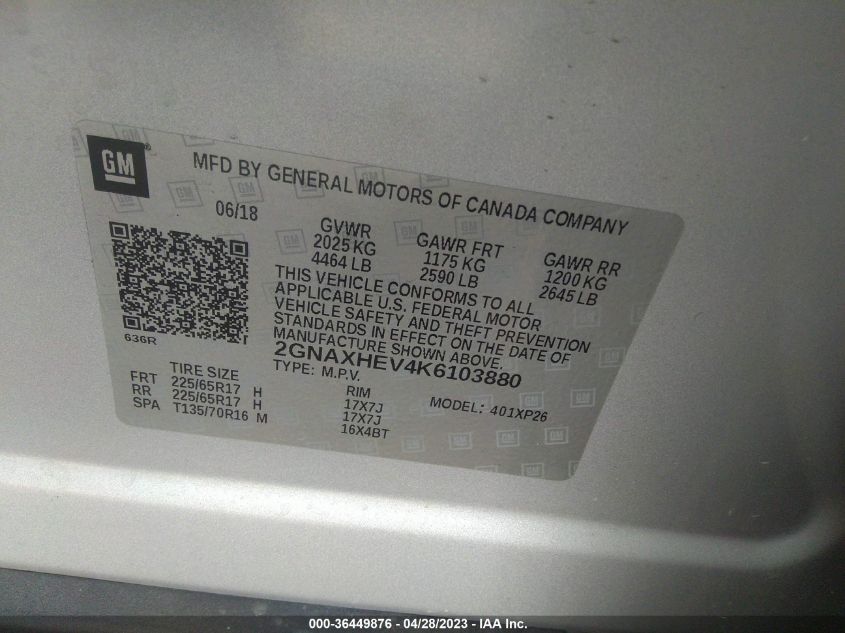 GM ®
MFD BY GENERAL MOTORS OF CANADA COMPANY
06/18
GVWR
2025 KG
4464 LB
GAWR FRT
1175 KG
2590 LB
GAWR RR
1200 KG
2645 LB
THIS VEHICLE CONFORMS TO ALL
APPLICABLE U.S. FEDERAL MOTOR
VEHICLE SAFETY AND THEFT PREVENTION
STANDARDS IN EFFECT ON THE DATE OF
MANUFACTURE SHOWN ABOVE.
2GNAXHEV4K6103880
TYPE: M.P.V.
MODEL: 401XP26
636R
TIRE SIZE RIM
FRT 225/65R17 H 17X7J
RR 225/65R17 H 17X7J
SPA T135/70R16 M 16X4BT
000-36449876 - 04/28/2023 - IAA Inc.